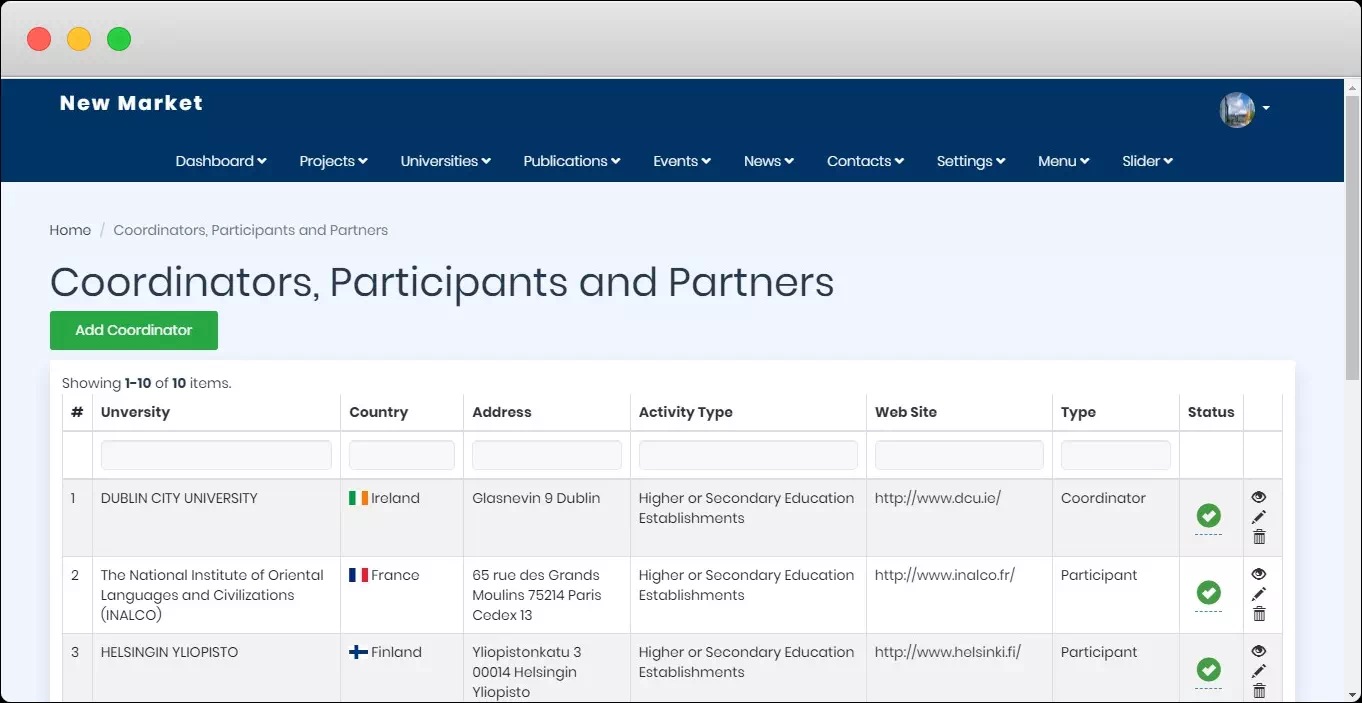 New Market
Dashboard Projects Universities Publications Events News Contacts Settings Menu Slider
Home / Coordinators, Participants and Partners
Coordinators, Participants and Partners
Add Coordinator
Showing 1-10 of 10 items.
# Unversity Country Address Activity Type Web Site Type Status
1 DUBLIN CITY UNIVERSITY Ireland Glasnevin 9 Dublin Higher or Secondary Education http://www.dcu.ie/ Coordinator
Establishments
2 The National Institute of Oriental France 65 rue des Grands Higher or Secondary Education http://www.inalco.fr/ Participant
Languages and Civilizations Moulins 75214 Paris Establishments
(INALCO) Cedex 13
3 HELSINGIN YLIOPISTO Finland Yliopistonkatu 3 Higher or Secondary Education http://www.helsinki.fi/ Participant
00014 Helsingin Establishments
Yliopisto